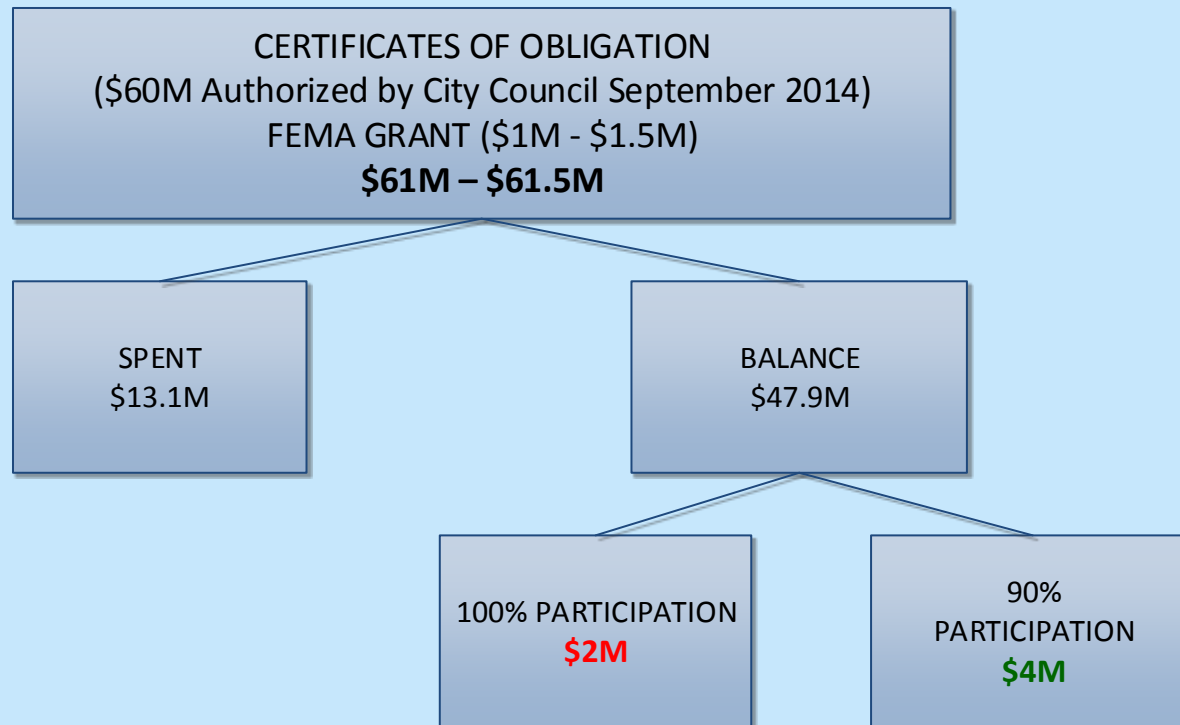 CERTIFICATES OF OBLIGATION
($60M Authorized by City Council September 2014)
FEMA GRANT ($1M - $1.5M)
$61M – $61.5M
SPENT
$13.1M
BALANCE
$47.9M
100% PARTICIPATION
$2M
90%
PARTICIPATION
$4M